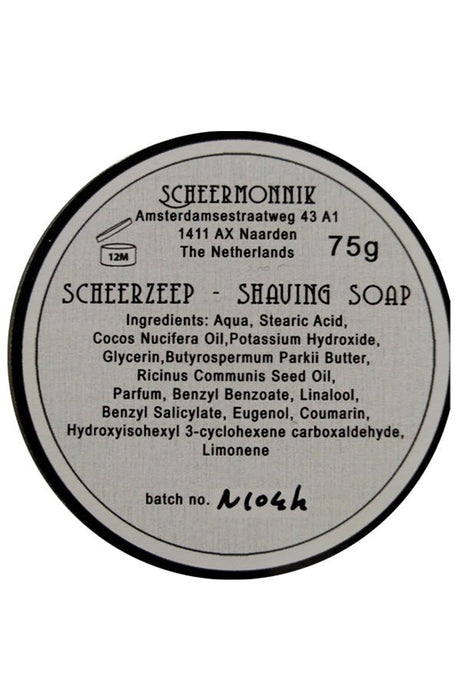 SCHEERMONNIK
Amsterdamsestraatweg 43 A1
1411 AX Naarden
The Netherlands
75g
12M
SCHEERZEEP - SHAVING SOAP
Ingredients: Aqua, Stearic Acid,
Cocos Nucifera Oil,Potassium Hydroxide,
Glycerin,Butyrospermum Parkii Butter,
Ricinus Communis Seed Oil,
Parfum, Benzyl Benzoate, Linalool,
Benzyl Salicylate, Eugenol, Coumarin,
Hydroxyisohexyl 3-cyclohexene carboxaldehyde,
Limonene
batch no.